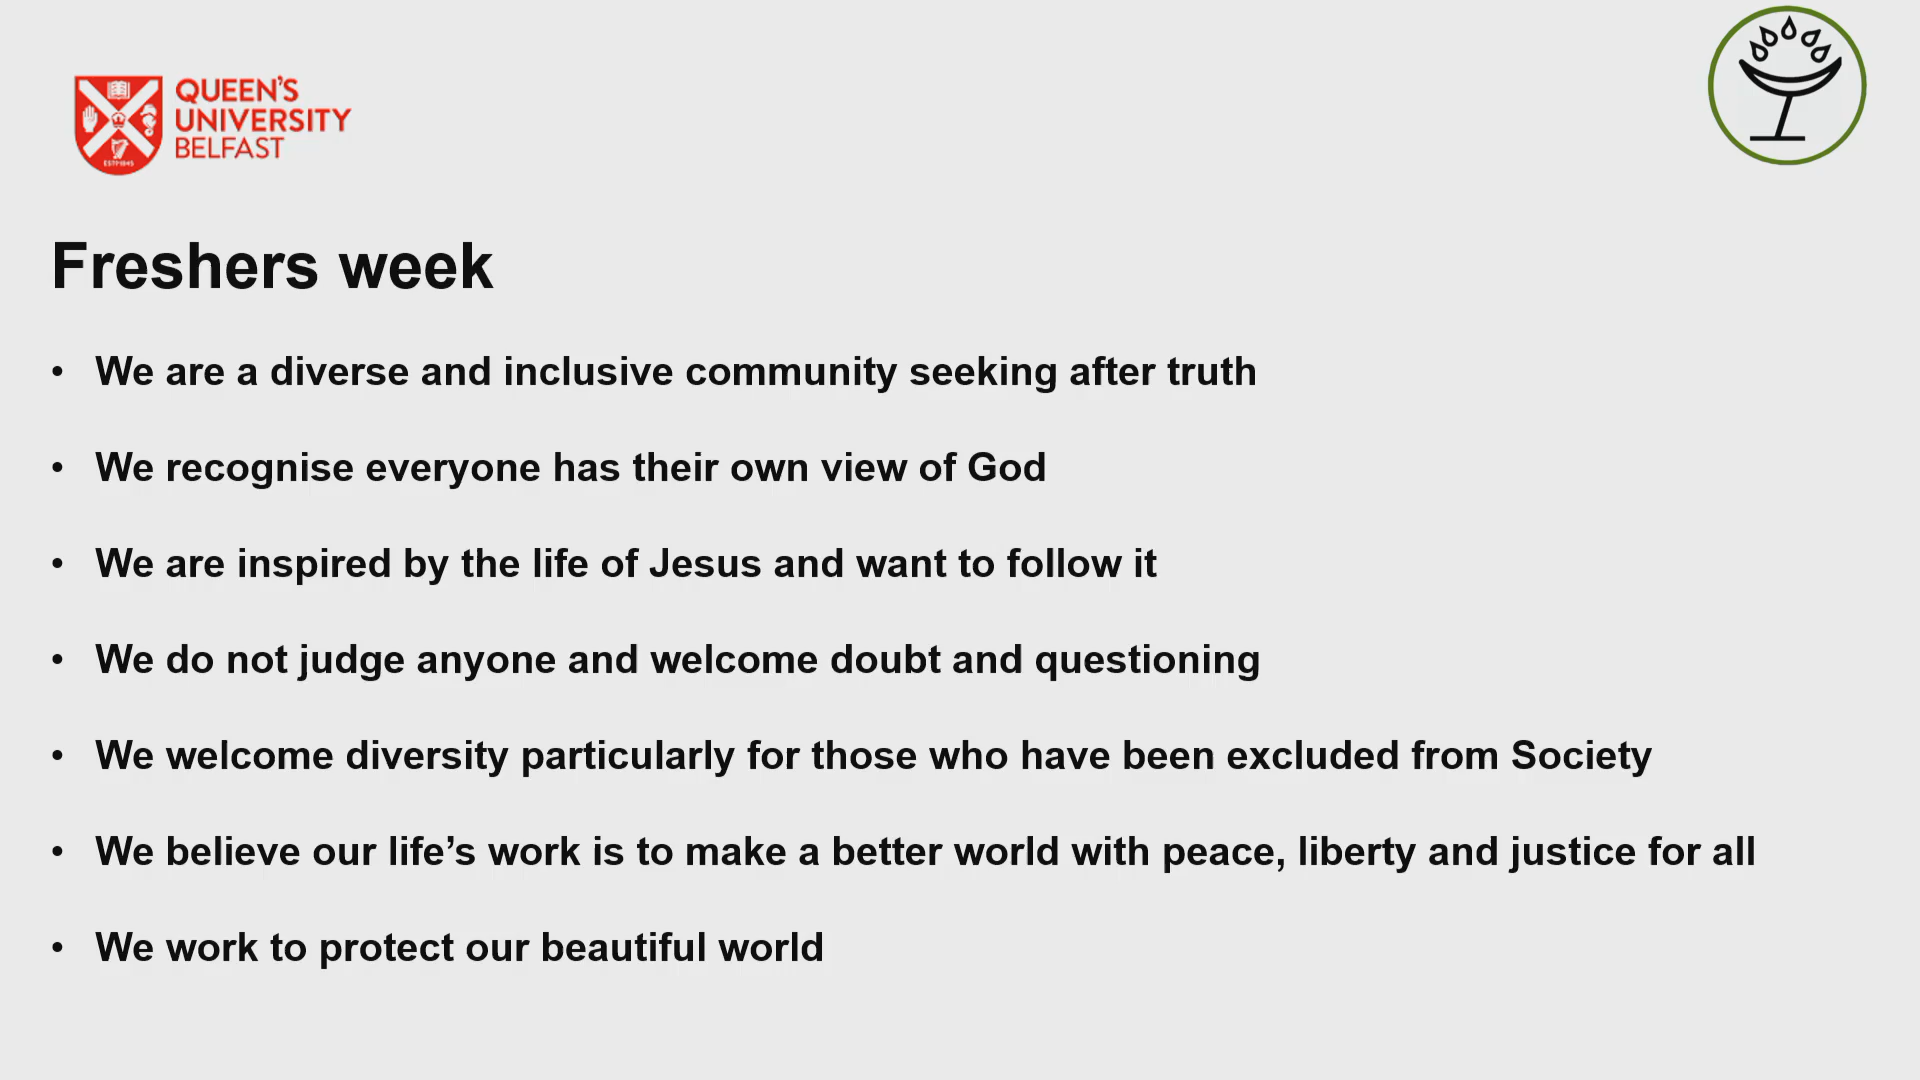 QUEEN'S
UNIVERSITY
BELFAST
ESTD 1845
Freshers week
• We are a diverse and inclusive community seeking after truth
• We recognise everyone has their own view of God
• We are inspired by the life of Jesus and want to follow it
• We do not judge anyone and welcome doubt and questioning
• We welcome diversity particularly for those who have been excluded from Society
• We believe our life’s work is to make a better world with peace, liberty and justice for all
• We work to protect our beautiful world